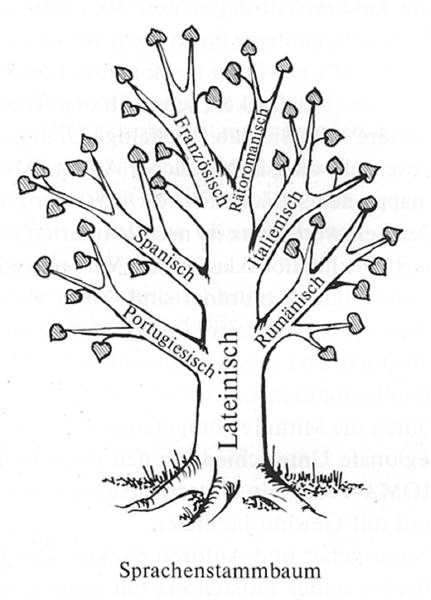 Französisch
Rätoromanisch
Spanisch
Italienisch
Portugiesisch
Rumänisch
Lateinisch
Sprachenstammbaum